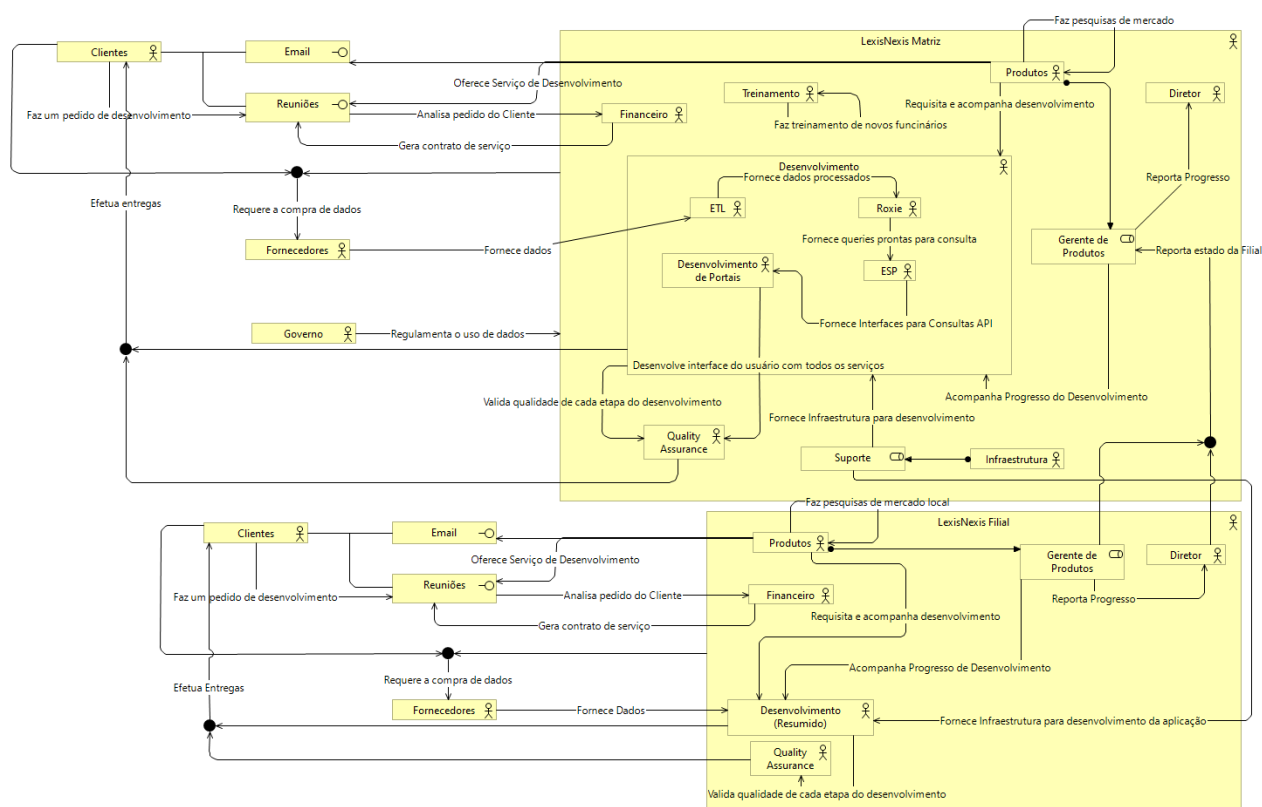 Faz pesquisas de mercado
LexisNexis Matriz
Clientes
Email
Produtos
Oferece Serviço de Desenvolvimento
Treinamento
Diretor
Reuniões
Requisita e acompanha desenvolvimento
Faz um pedido de desenvolvimento
Analisa pedido do Cliente
Financeiro
Faz treinamento de novos funcinários
Gera contrato de serviço
Desenvolvimento
Fornece dados processados
Reporta Progresso
Efetua entregas
Requere a compra de dados
ETL
Roxie
Fornece queries prontas para consulta
Gerente de
Produtos
Fornecedores
Fornece dados
Reporta estado da Filial
Desenvolvimento
de Portais
ESP
Governo
Regulamenta o uso de dados
Fornece Interfaces para Consultas API
Desenvolve interface do usuário com todos os serviços
Valida qualidade de cada etapa do desenvolvimento
Acompanha Progresso do Desenvolvimento
Fornece Infraestrutura para desenvolvimento
Quality
Assurance
Suporte
Infraestrutura
Faz pesquisas de mercado local
LexisNexis Filial
Clientes
Email
Produtos
Oferece Serviço de Desenvolvimento
Gerente de
Produtos
Diretor
Reuniões
Faz um pedido de desenvolvimento
Analisa pedido do Cliente
Financeiro
Reporta Progresso
Requisita e acompanha desenvolvimento
Gera contrato de serviço
Acompanha Progresso de Desenvolvimento
Requere a compra de dados
Efetua Entregas
Fornecedores
Fornece Dados
Desenvolvimento
(Resumido)
Fornece Infraestrutura para desenvolvimento da aplicação
Quality
Assurance
Valida qualidade de cada etapa do desenvolvimento